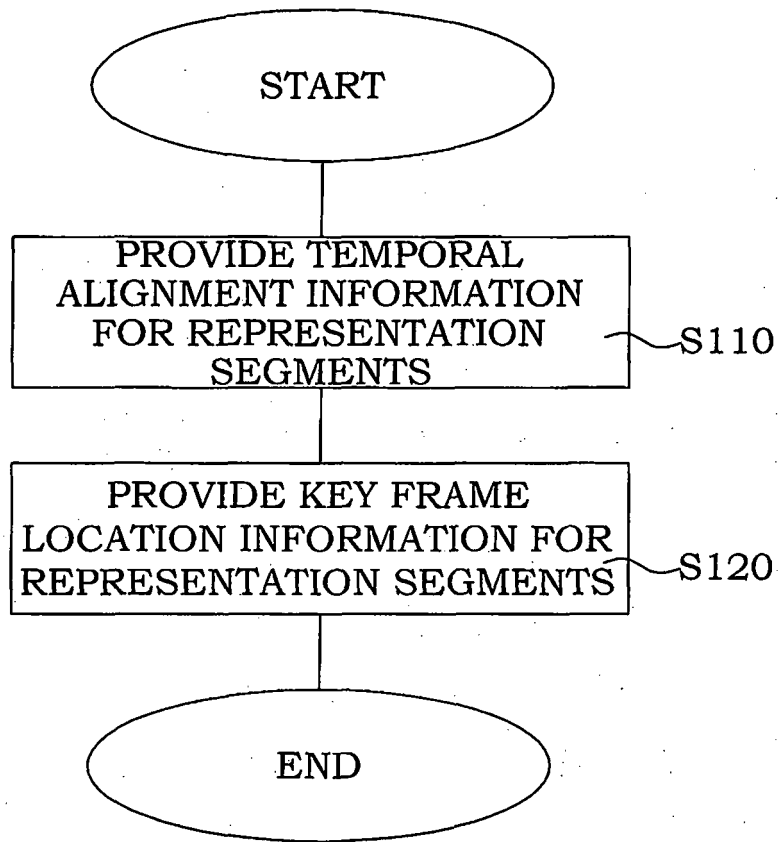 START
PROVIDE TEMPORAL
ALIGNMENT INFORMATION
FOR REPRESENTATION
SEGMENTS
S110
PROVIDE KEY FRAME
LOCATION INFORMATION FOR
REPRESENTATION SEGMENTS
S120
END